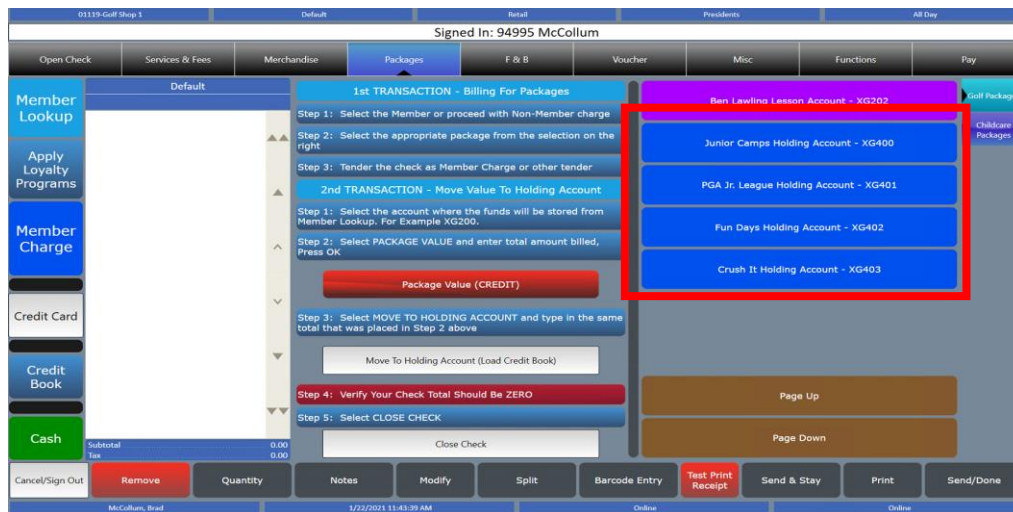 01119-Golf Shop 1 Default Retail Presidents All Day
Signed In: 94995 McCollum
Open Check Services & Fees Merchandise Packages F & B Voucher Misc Functions Pay
Member
Lookup
Apply
Loyalty
Programs
Member
Charge
Credit Card
Credit
Book
Cash
Default
Subtotal 0.00
Tax 0.00
1st TRANSACTION - Billing For Packages
Step 1: Select the Member or proceed with Non-Member charge
Step 2: Select the appropriate package from the selection on the
right
Step 3: Tender the check as Member Charge or other tender
2nd TRANSACTION - Move Value To Holding Account
Step 1: Select the account where the funds will be stored from
Member Lookup. For Example XG200.
Step 2: Select PACKAGE VALUE and enter total amount billed,
Press OK
Package Value (CREDIT)
Step 3: Select MOVE TO HOLDING ACCOUNT and type in the same
total that was placed in Step 2 above
Move To Holding Account (Load Credit Book)
Step 4: Verify Your Check Total Should Be ZERO
Step 5: Select CLOSE CHECK
Close Check
Ben Lawling Lesson Account - XG202
Junior Camps Holding Account - XG400
PGA Jr. League Holding Account - XG401
Fun Days Holding Account - XG402
Crush It Holding Account - XG403
Page Up
Page Down
Golf Package
Childcare
Packages
Cancel/Sign Out Remove Quantity Notes Modify Split Barcode Entry Test Print Receipt Send & Stay Print Send/Done
McCollum, Brad 1/22/2021 11:43:39 AM Online Online